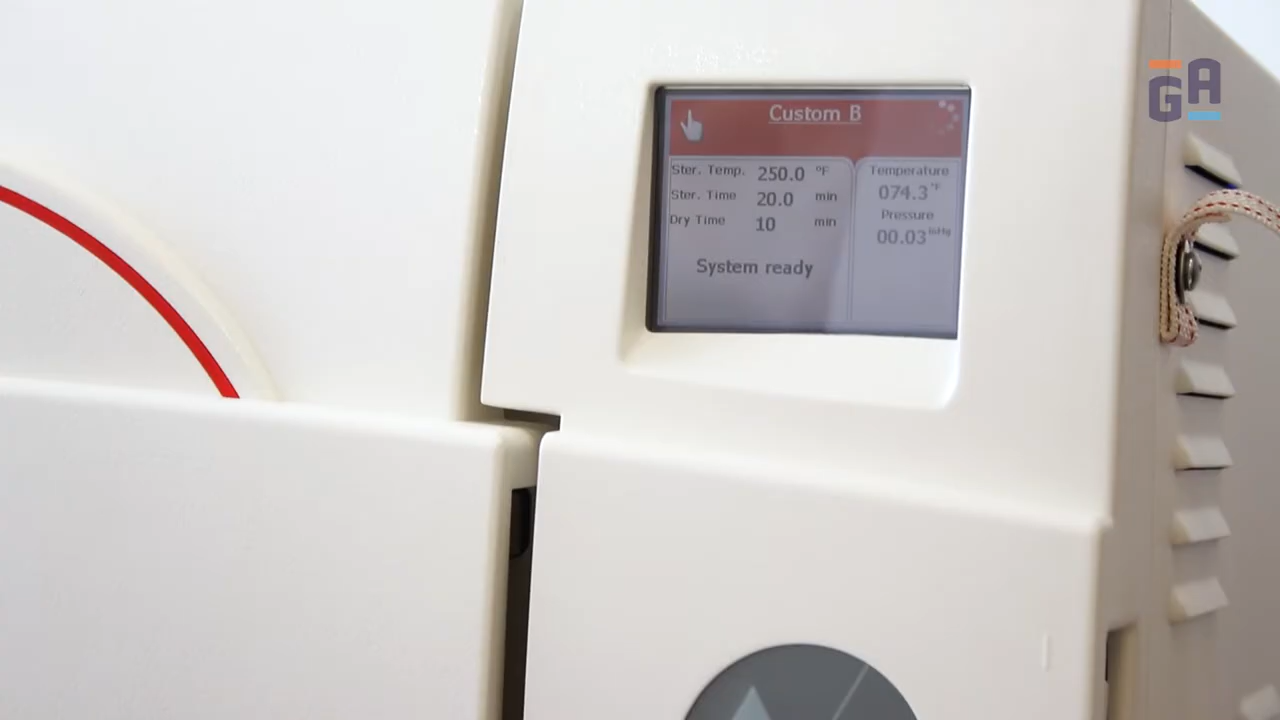 GA
Custom B
Ster. Temp. 250.0 °F
Ster. Time 20.0 min
Dry Time 10 min
System ready
Temperature
074.3 °F
Pressure
00.03 inHg